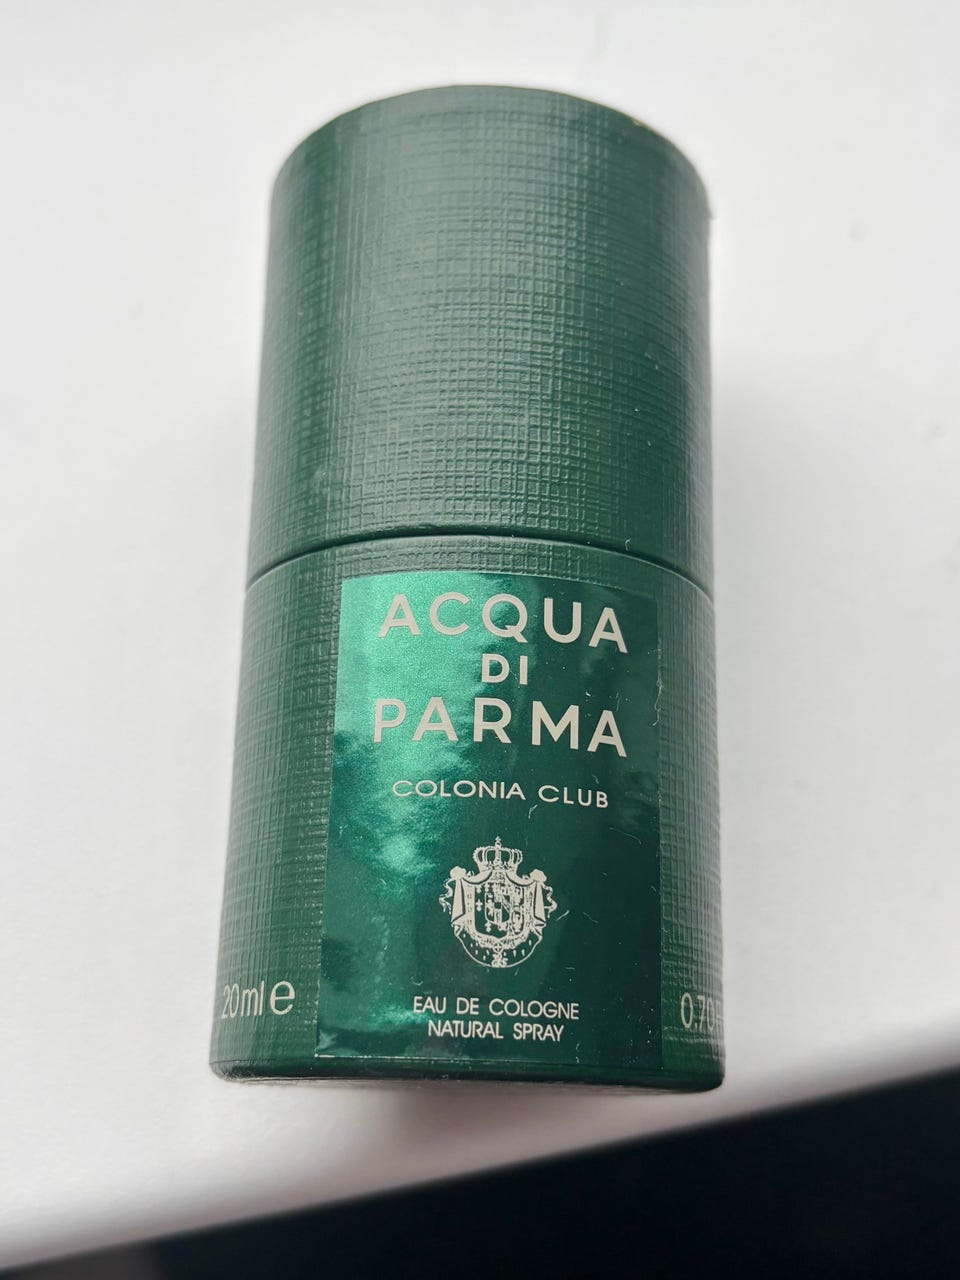 ACQUA
DI
PARMA
COLONIA CLUB
20ml e
EAU DE COLOGNE
NATURAL SPRAY